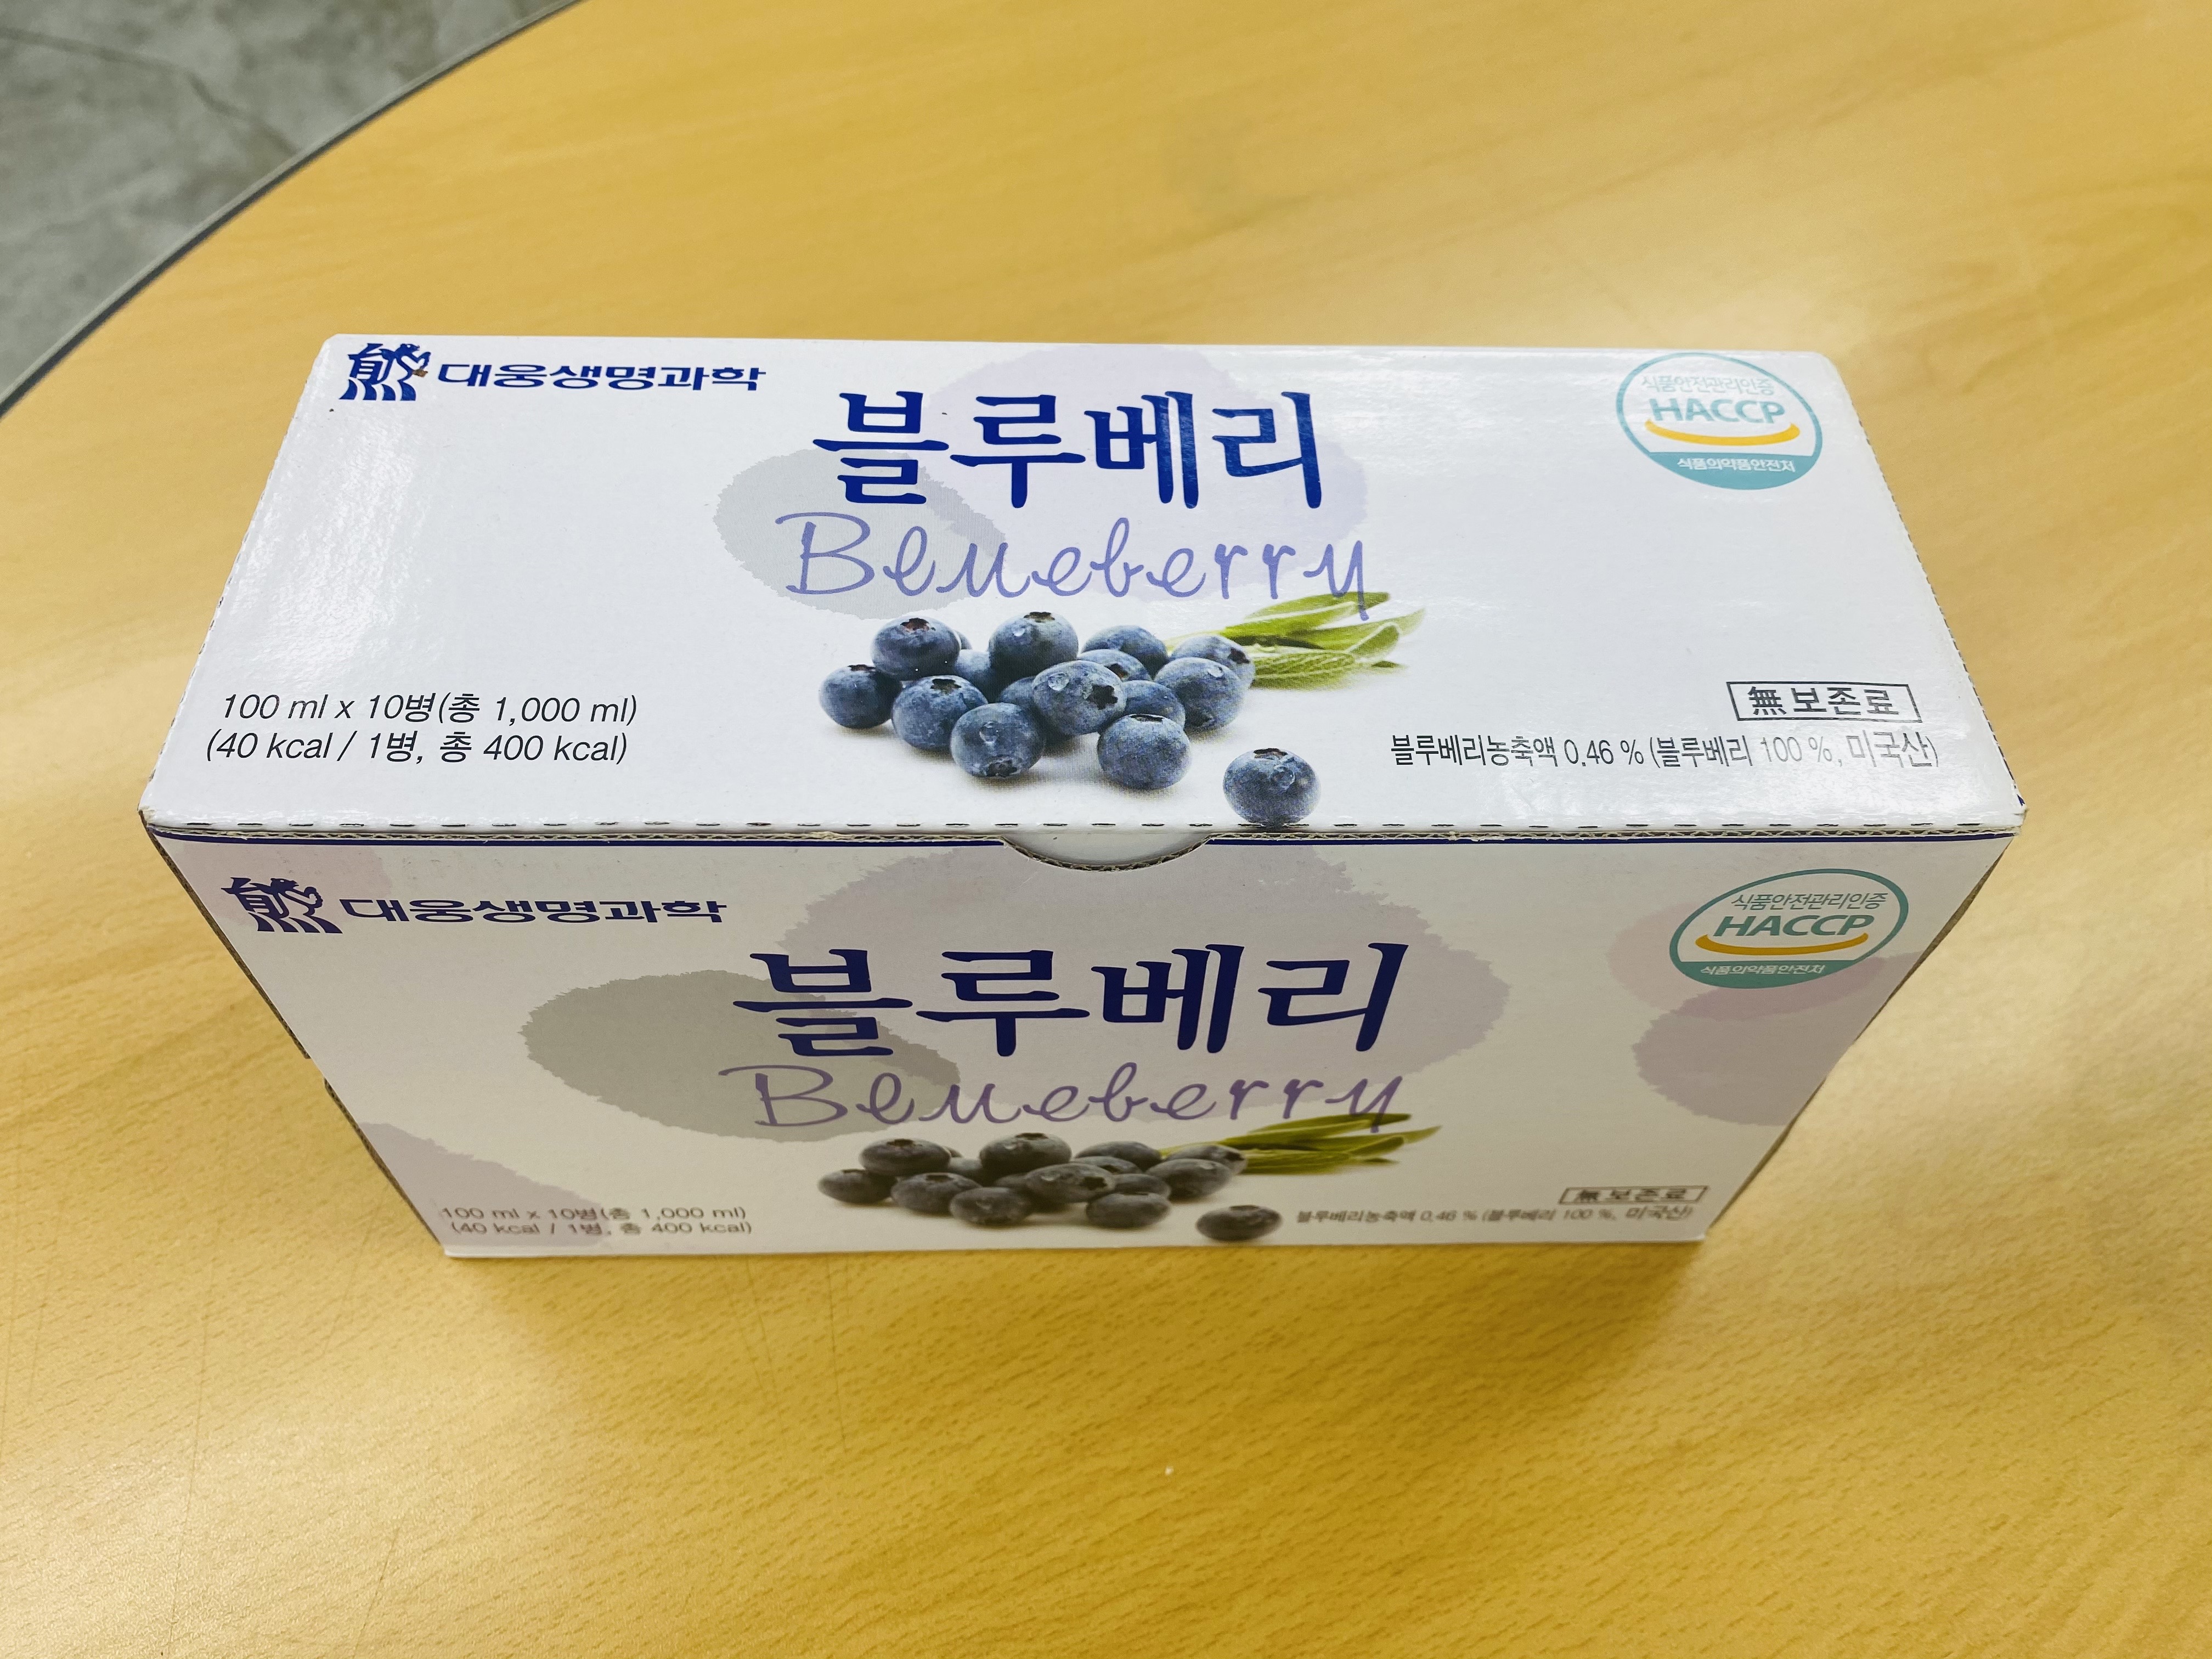 대웅생명과학
식품안전관리인증
HACCP
식품의약품안전처
블루베리
Blueberry
100 ml x 10병(총 1,000 ml)
(40 kcal / 1병, 총 400 kcal)
無 보존료
블루베리농축액 0.46 % (블루베리 100 %, 미국산)
대웅생명과학
식품안전관리인증
HACCP
식품의약품안전처
블루베리
Blueberry
100 ml x 10병(총 1,000 ml)
(40 kcal / 1병, 총 400 kcal)
無 보존료
블루베리농축액 0.46 % (블루베리 100 %, 미국산)